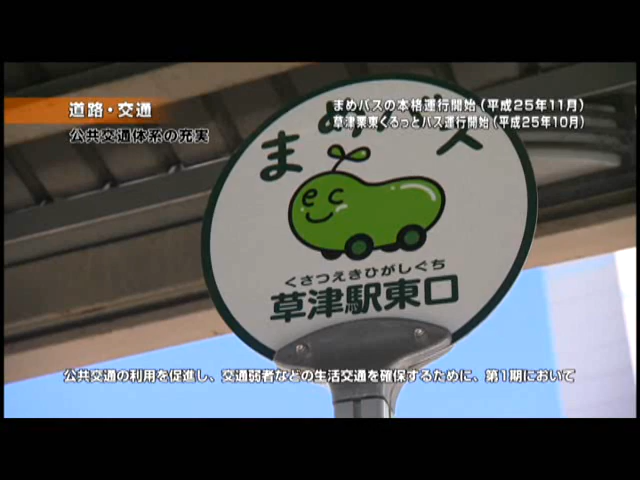 道路・交通
公共交通体系の充実
まめバスの本格運行開始(平成25年11月)
草津栗東くるっとバス運行開始(平成25年10月)
まめバス
eco
くさつえきひがしぐち
草津駅東口
公共交通の利用を促進し、交通弱者などの生活交通を確保するために、第1期において